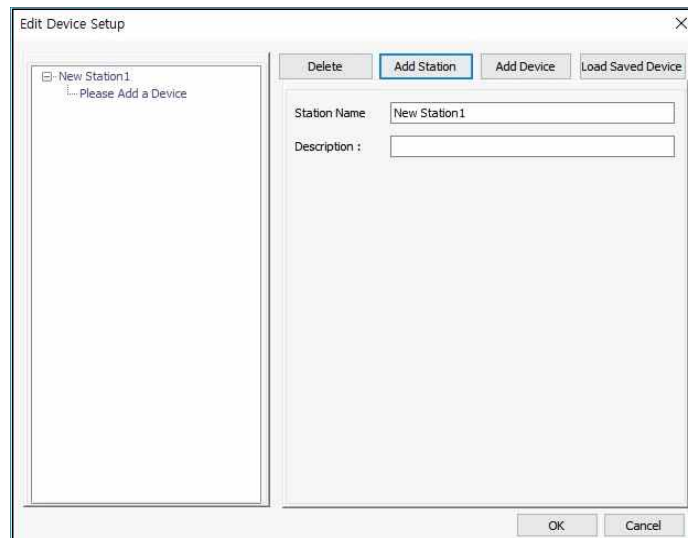 Edit Device Setup
New Station1
Please Add a Device
Delete Add Station Add Device Load Saved Device
Station Name New Station1
Description :
OK Cancel